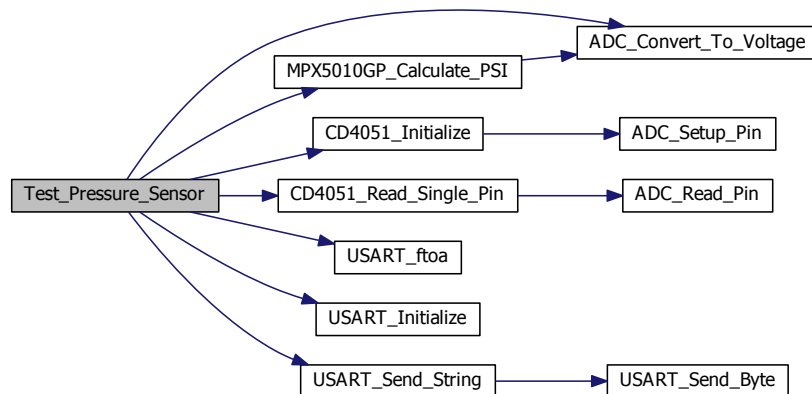 ADC_Convert_To_Voltage
MPX5010GP_Calculate_PSI
CD4051_Initialize
ADC_Setup_Pin
Test_Pressure_Sensor
CD4051_Read_Single_Pin
ADC_Read_Pin
USART_ftoa
USART_Initialize
USART_Send_String
USART_Send_Byte